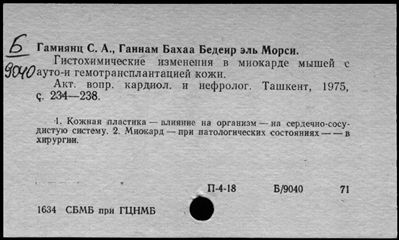 Б
9040
Гамиянц С. А., Ганнам Бахаа Бедеир эль Морси.
Гистохимические изменения в миокарде мышей с
ауто-и гемотрансплантацией кожи.
Акт. вопр. кардиол. и нефролог. Ташкент, 1975,
с. 234—238.
1. Кожная пластика — влияние на организм — на сердечно-сосу-
дистую систему. 2. Миокард — при патологических состояниях — — в
хирургии.
П-4-18 Б/9040 71
1634 СБМБ при ГЦНМБ